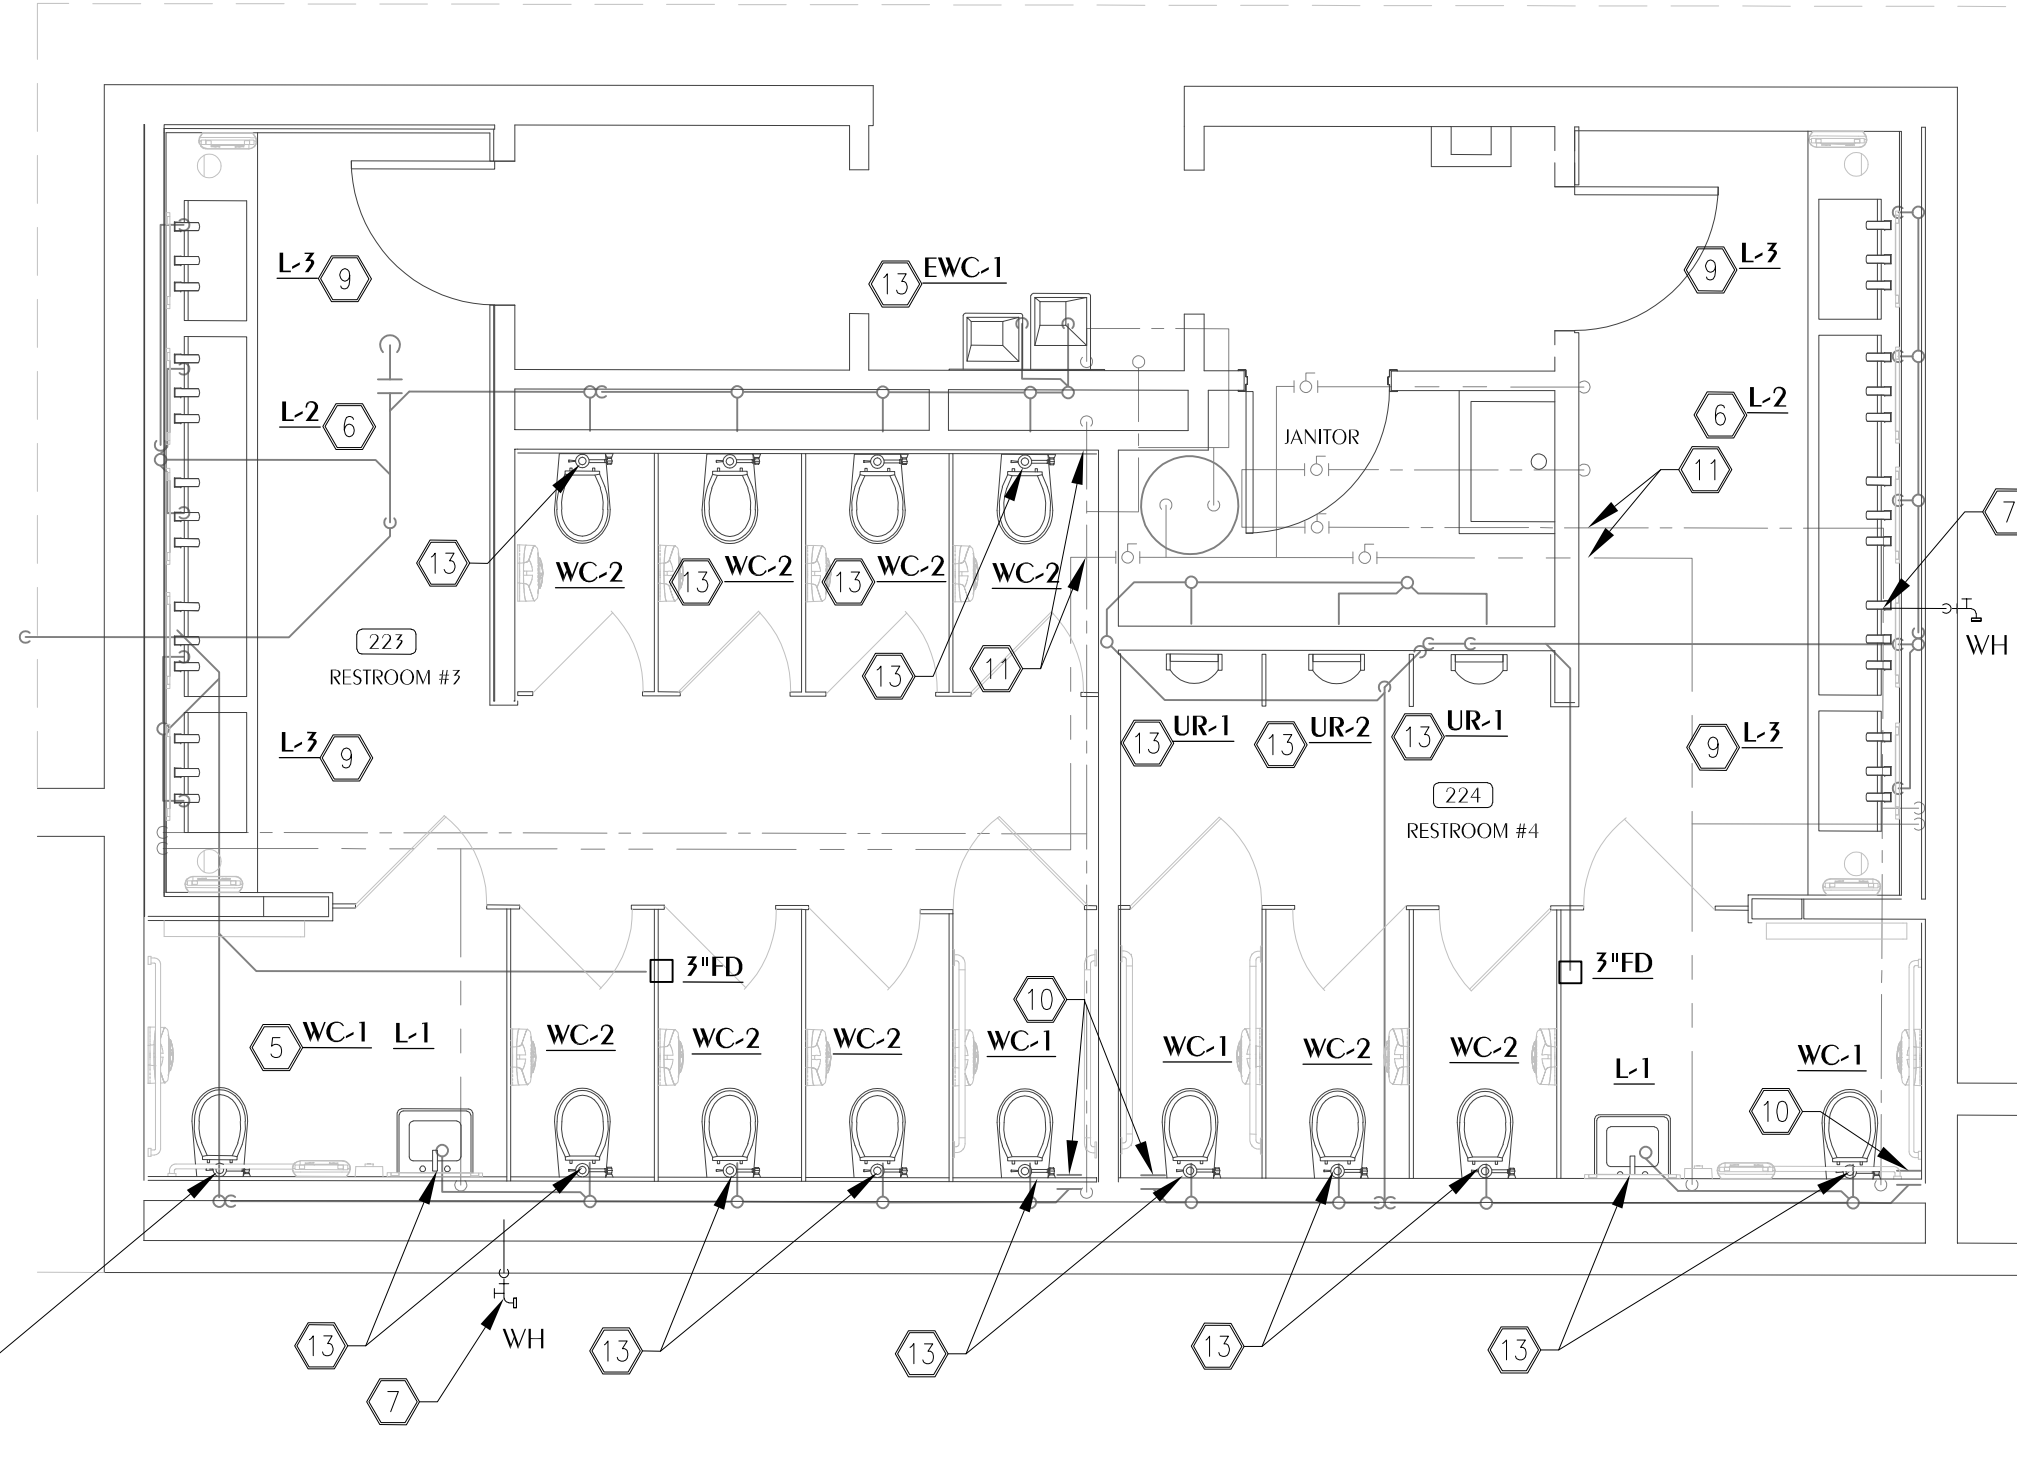 L-3 9
13 EWC-1
9 L-3
L-2 6
6 L-2
JANITOR
11
7
13
WC-2
13 WC-2
13 WC-2
WC-2
223
RESTROOM #3
13
11
WH
L-3 9
13 UR-1
13 UR-2
13 UR-1
9 L-3
224
RESTROOM #4
3"FD
3"FD
10
5 WC-1
L-1
WC-2
WC-2
WC-2
WC-1
WC-1
WC-2
WC-2
L-1
WC-1
10
13
WH
13
13
13
13
7